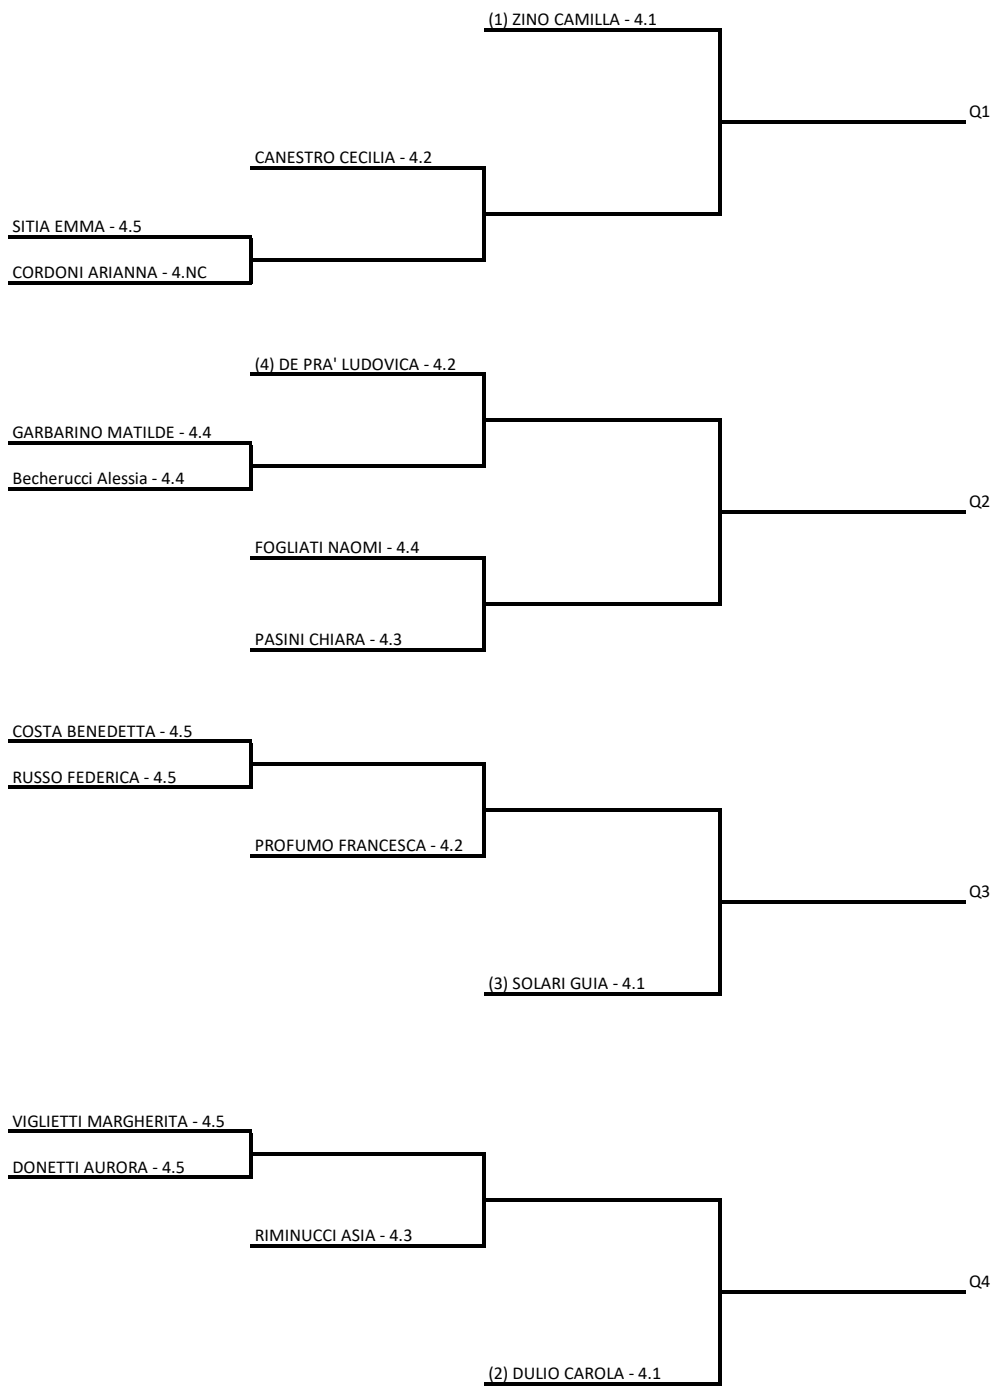 (1) ZINO CAMILLA - 4.1
Q1
CANESTRO CECILIA - 4.2
SITIA EMMA - 4.5
CORDONI ARIANNA - 4.NC
(4) DE PRA' LUDOVICA - 4.2
GARBARINO MATILDE - 4.4
Becherucci Alessia - 4.4
Q2
FOGLIATI NAOMI - 4.4
PASINI CHIARA - 4.3
COSTA BENEDETTA - 4.5
RUSSO FEDERICA - 4.5
PROFUMO FRANCESCA - 4.2
Q3
(3) SOLARI GUIA - 4.1
VIGLIETTI MARGHERITA - 4.5
DONETTI AURORA - 4.5
RIMINUCCI ASIA - 4.3
Q4
(2) DULIO CAROLA - 4.1